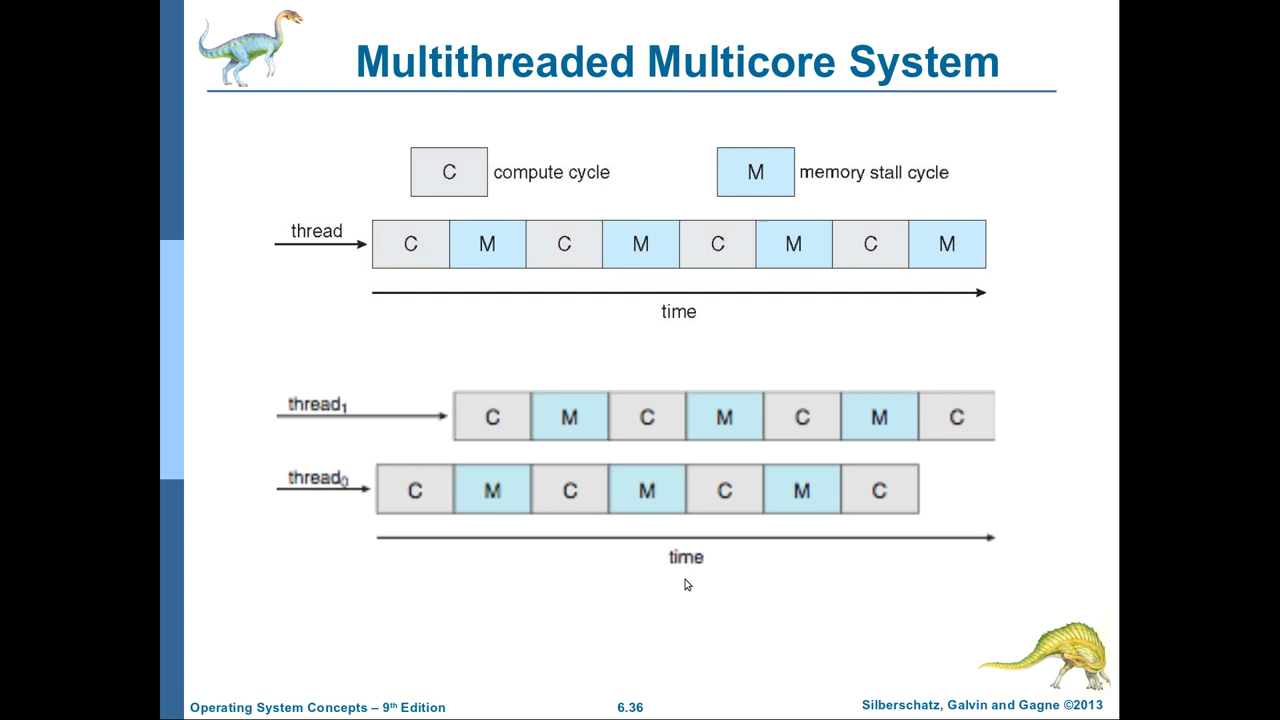 Multithreaded Multicore System
C compute cycle M memory stall cycle
thread
C M C M C M C M
time
thread1
C M C M C M C
thread0
C M C M C M C
time
Operating System Concepts – 9th Edition 6.36 Silberschatz, Galvin and Gagne ©2013